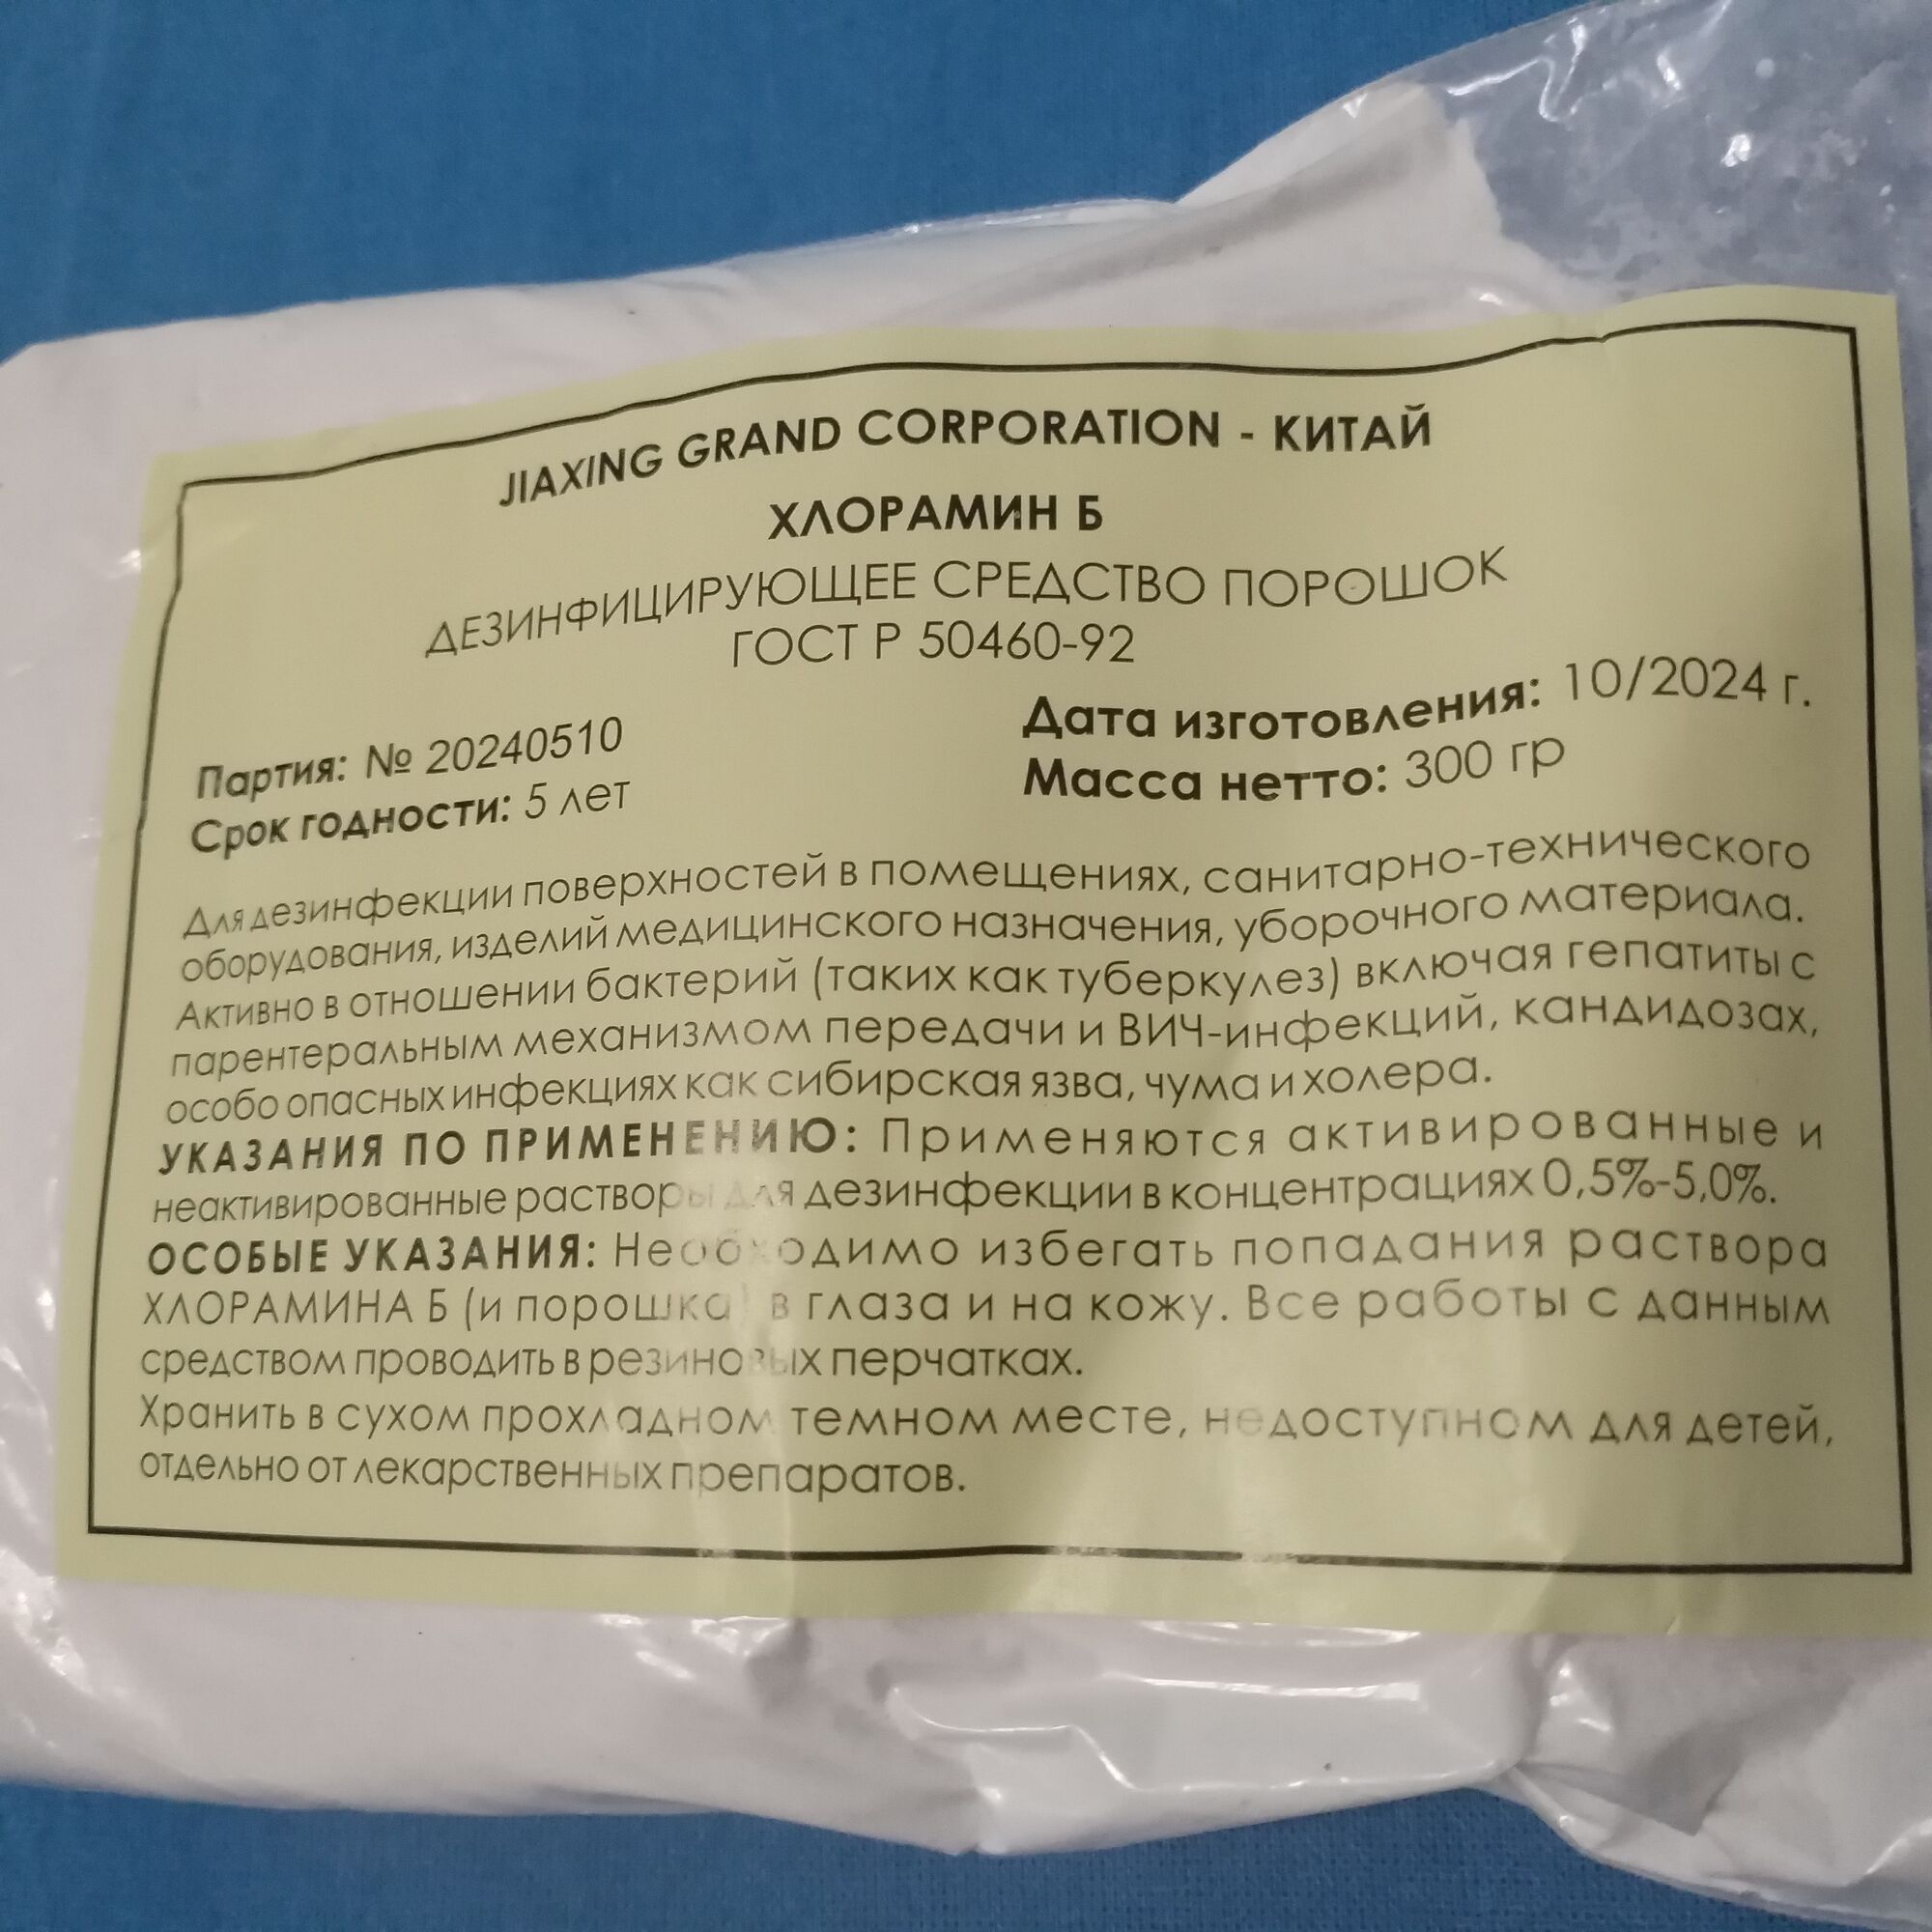 JIAXING GRAND CORPORATION - КИТАЙ
ХЛОРАМИН Б
ДЕЗИНФИЦИРУЮЩЕЕ СРЕДСТВО ПОРОШОК
ГОСТ Р 50460-92
Партия: № 20240510
Дата изготовления: 10/2024 г.
Срок годности: 5 лет
Масса нетто: 300 гр
Для дезинфекции поверхностей в помещениях, санитарно-технического
оборудования, изделий медицинского назначения, уборочного материала.
Активно в отношении бактерий (таких как туберкулез) включая гепатиты с
парентеральным механизмом передачи и ВИЧ-инфекций, кандидозах,
особо опасных инфекциях как сибирская язва, чума и холера.
УКАЗАНИЯ ПО ПРИМЕНЕНИЮ: Применяются активированные и
неактивированные растворы для дезинфекции в концентрациях 0,5%-5,0%.
ОСОБЫЕ УКАЗАНИЯ: Необходимо избегать попадания раствора
ХЛОРАМИНА Б (и порошка) в глаза и на кожу. Все работы с данным
средством проводить в резиновых перчатках.
Хранить в сухом прохладном темном месте, недоступном для детей,
отдельно от лекарственных препаратов.